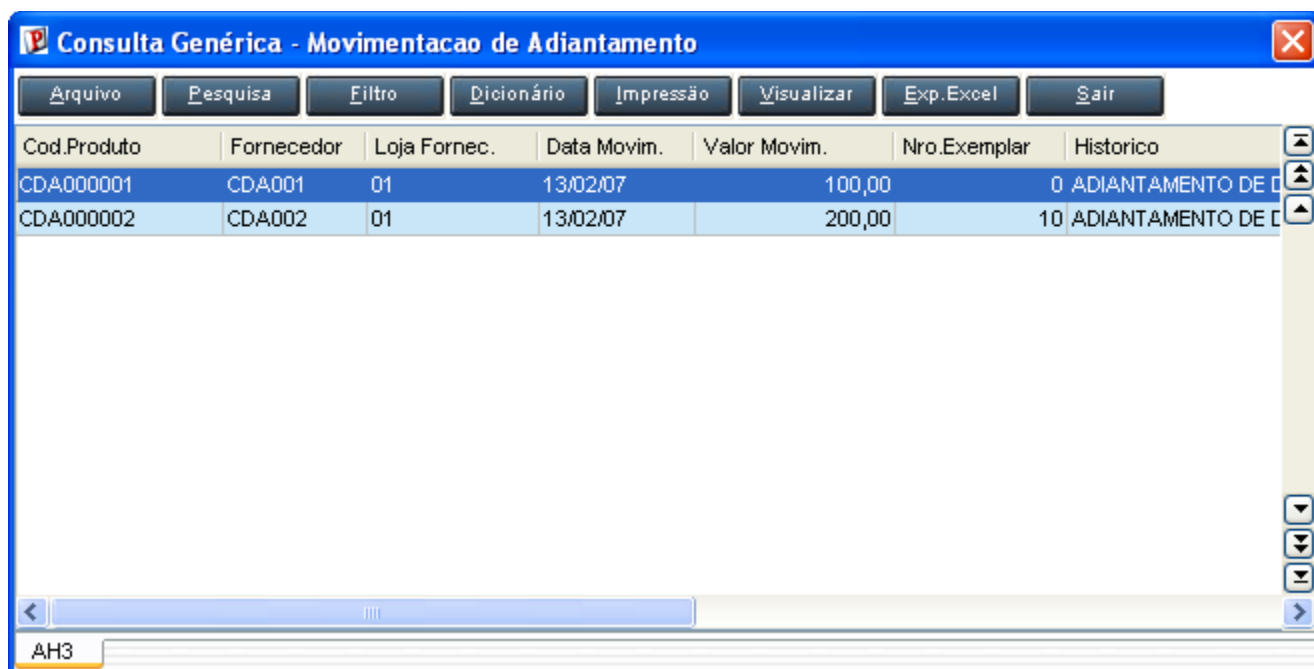 Consulta Genérica - Movimentacao de Adiantamento
Arquivo Pesquisa Filtro Dicionário Impressão Visualizar Exp.Excel Sair
Cod.Produto Fornecedor Loja Fornec. Data Movim. Valor Movim. Nro.Exemplar Historico
CDA000001 CDA001 01 13/02/07 100,00 0 ADIANTAMENTO DE
CDA000002 CDA002 01 13/02/07 200,00 10 ADIANTAMENTO DE
AH3